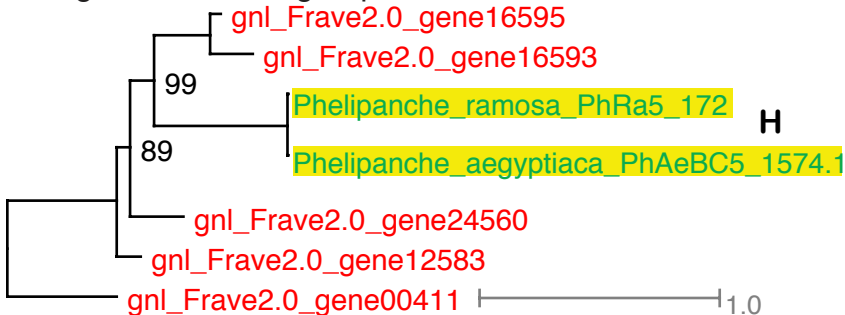 gnl_Frave2.0_gene16595
gnl_Frave2.0_gene16593
99
Phelipanche_ramosa_PhRa5_172
H
89
Phelipanche_aegyptiaca_PhAeBC5_1574.1
gnl_Frave2.0_gene24560
gnl_Frave2.0_gene12583
gnl_Frave2.0_gene00411
1.0